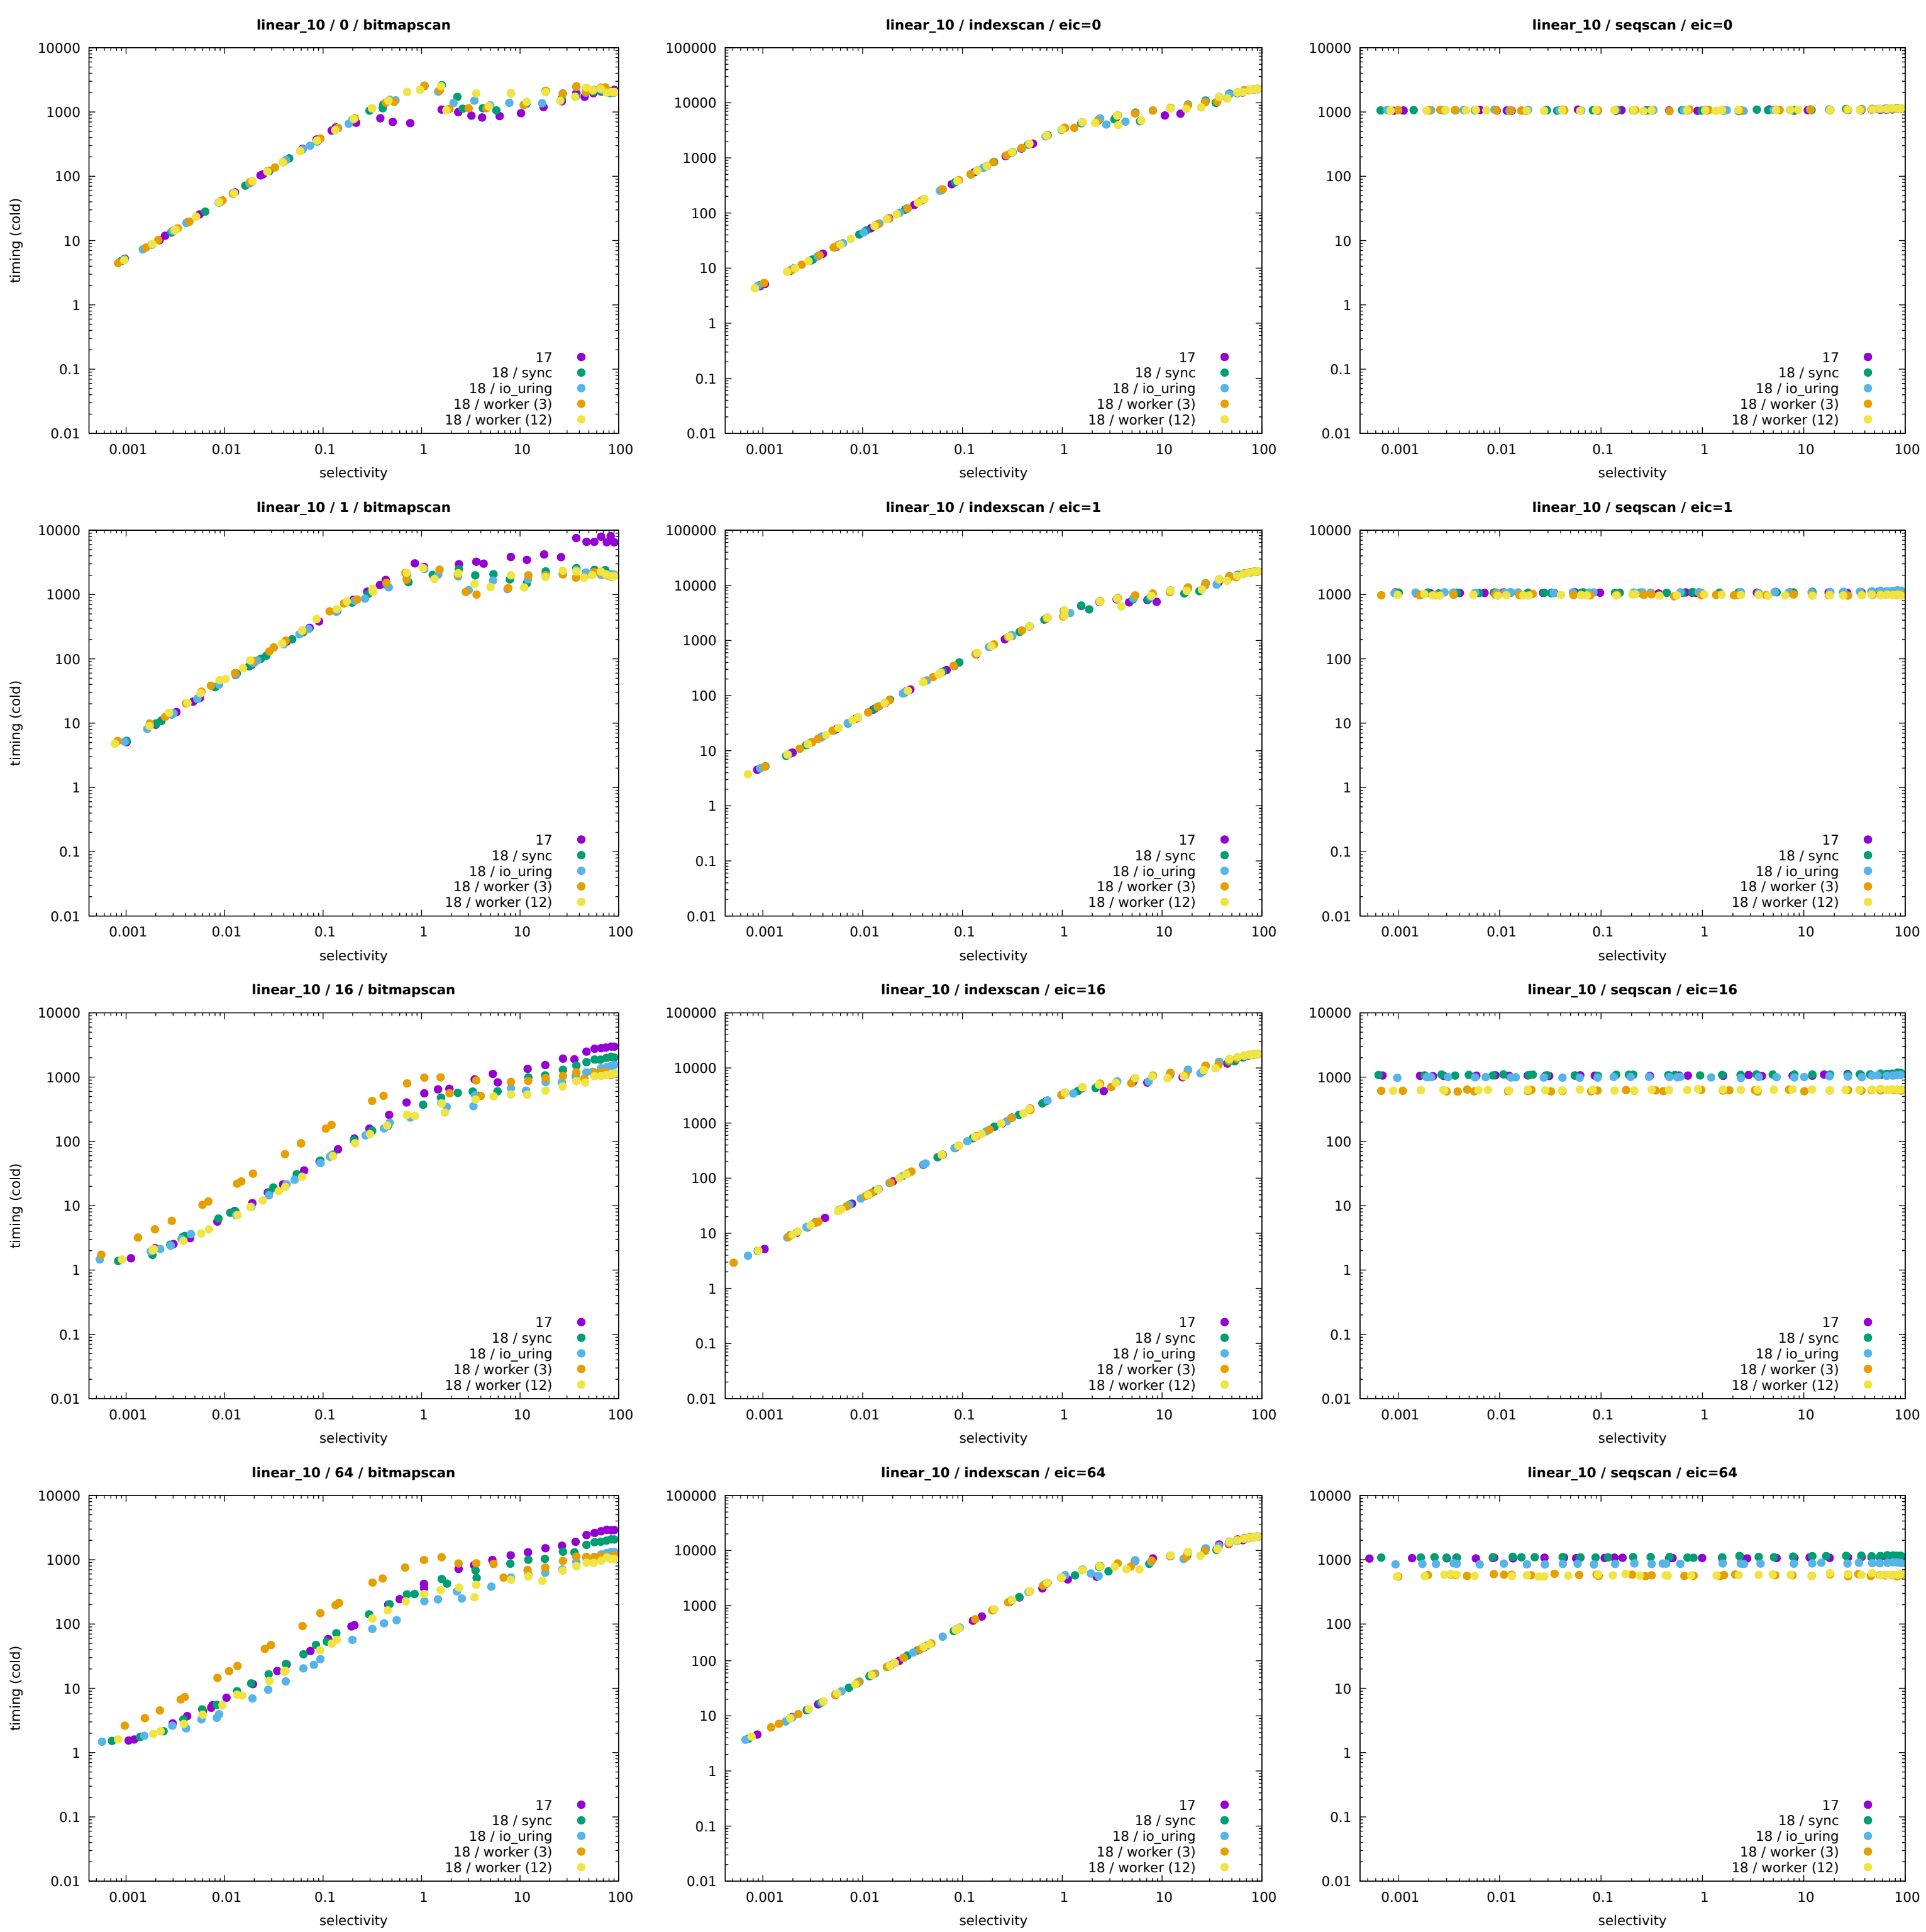 linear_10 / 0 / bitmapscan
timing (cold)
10000
1000
100
10
1
0.1
0.01
17
18 / sync
18 / io_uring
18 / worker (3)
18 / worker (12)
0.001 0.01 0.1 1 10 100
selectivity
linear_10 / indexscan / eic=0
100000
10000
1000
100
10
1
0.1
0.01
17
18 / sync
18 / io_uring
18 / worker (3)
18 / worker (12)
0.001 0.01 0.1 1 10 100
selectivity
linear_10 / seqscan / eic=0
10000
1000
100
10
1
0.1
0.01
17
18 / sync
18 / io_uring
18 / worker (3)
18 / worker (12)
0.001 0.01 0.1 1 10 100
selectivity
linear_10 / 1 / bitmapscan
timing (cold)
10000
1000
100
10
1
0.1
0.01
17
18 / sync
18 / io_uring
18 / worker (3)
18 / worker (12)
0.001 0.01 0.1 1 10 100
selectivity
linear_10 / indexscan / eic=1
100000
10000
1000
100
10
1
0.1
0.01
17
18 / sync
18 / io_uring
18 / worker (3)
18 / worker (12)
0.001 0.01 0.1 1 10 100
selectivity
linear_10 / seqscan / eic=1
10000
1000
100
10
1
0.1
0.01
17
18 / sync
18 / io_uring
18 / worker (3)
18 / worker (12)
0.001 0.01 0.1 1 10 100
selectivity
linear_10 / 16 / bitmapscan
timing (cold)
10000
1000
100
10
1
0.1
0.01
17
18 / sync
18 / io_uring
18 / worker (3)
18 / worker (12)
0.001 0.01 0.1 1 10 100
selectivity
linear_10 / indexscan / eic=16
100000
10000
1000
100
10
1
0.1
0.01
17
18 / sync
18 / io_uring
18 / worker (3)
18 / worker (12)
0.001 0.01 0.1 1 10 100
selectivity
linear_10 / seqscan / eic=16
10000
1000
100
10
1
0.1
0.01
17
18 / sync
18 / io_uring
18 / worker (3)
18 / worker (12)
0.001 0.01 0.1 1 10 100
selectivity
linear_10 / 64 / bitmapscan
timing (cold)
10000
1000
100
10
1
0.1
0.01
17
18 / sync
18 / io_uring
18 / worker (3)
18 / worker (12)
0.001 0.01 0.1 1 10 100
selectivity
linear_10 / indexscan / eic=64
100000
10000
1000
100
10
1
0.1
0.01
17
18 / sync
18 / io_uring
18 / worker (3)
18 / worker (12)
0.001 0.01 0.1 1 10 100
selectivity
linear_10 / seqscan / eic=64
10000
1000
100
10
1
0.1
0.01
17
18 / sync
18 / io_uring
18 / worker (3)
18 / worker (12)
0.001 0.01 0.1 1 10 100
selectivity